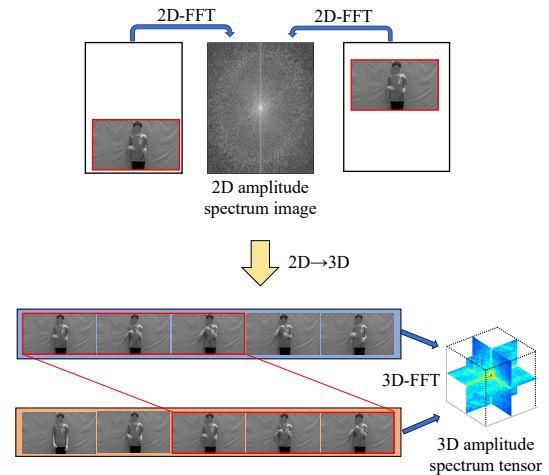 2D-FFT
2D-FFT
2D amplitude
spectrum image
2D→3D
3D-FFT
3D amplitude
spectrum tensor